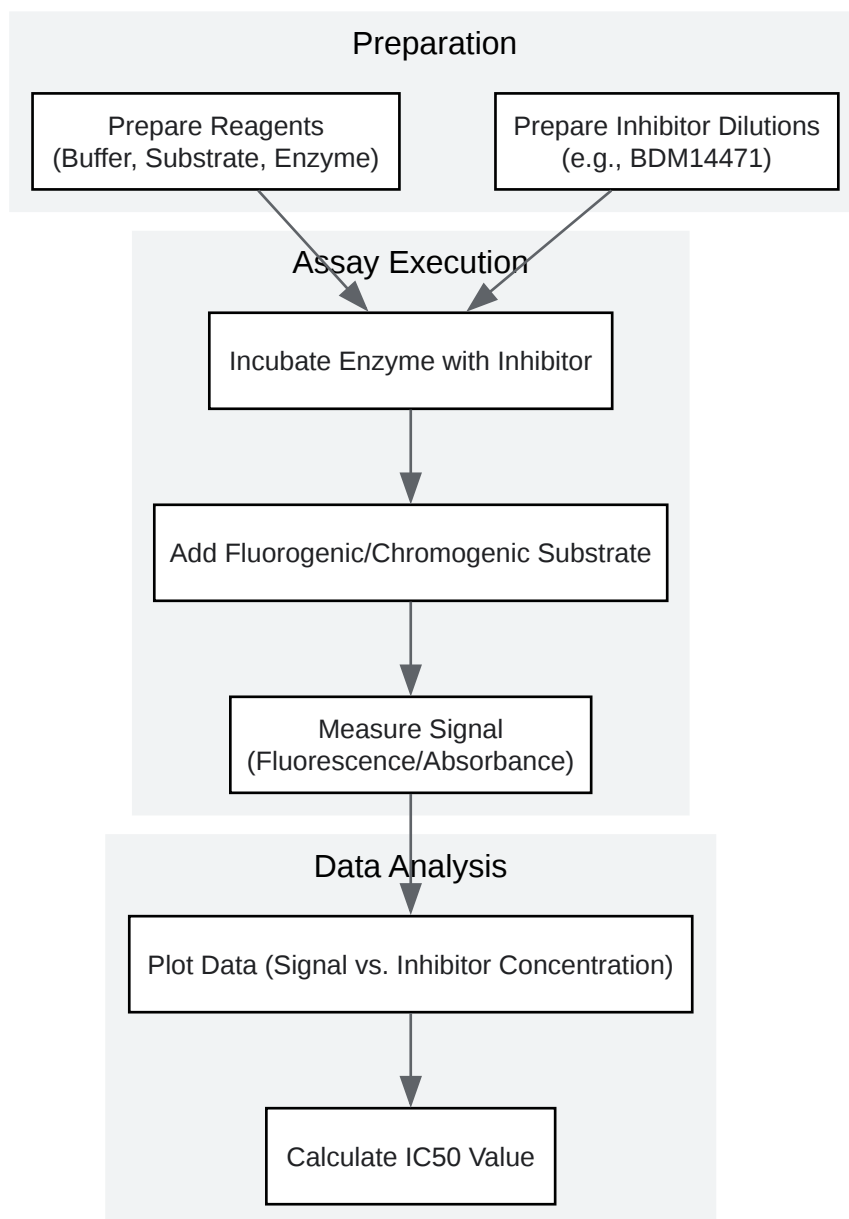 Preparation
Prepare Reagents
(Buffer, Substrate, Enzyme)
Prepare Inhibitor Dilutions
(e.g., BDM14471)
Assay Execution
Incubate Enzyme with Inhibitor
Add Fluorogenic/Chromogenic Substrate
Measure Signal
(Fluorescence/Absorbance)
Data Analysis
Plot Data (Signal vs. Inhibitor Concentration)
Calculate IC50 Value